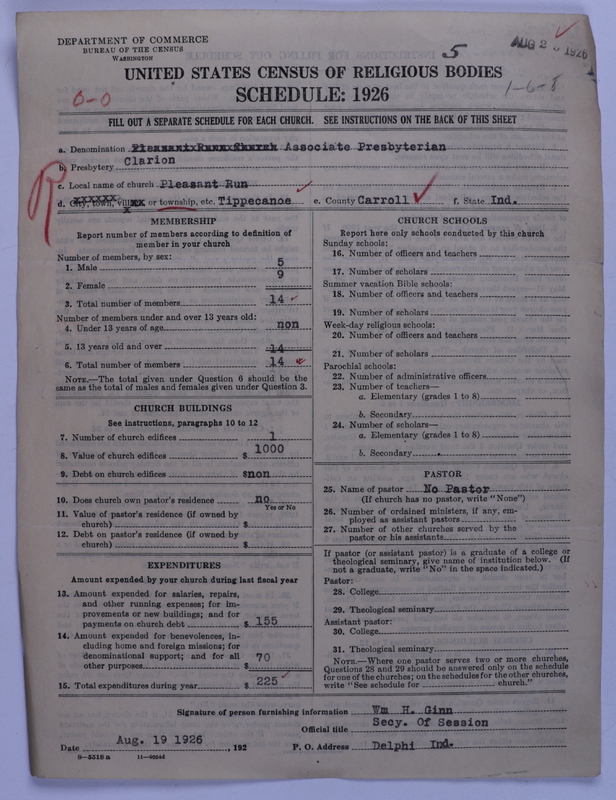 DEPARTMENT OF COMMERCE
BUREAU OF THE CENSUS
WASHINGTON
5
AUG 2 1926
UNITED STATES CENSUS OF RELIGIOUS BODIES
1-6-8
0-0
SCHEDULE: 1926
FILL OUT A SEPARATE SCHEDULE FOR EACH CHURCH. SEE INSTRUCTIONS ON THE BACK OF THIS SHEET
a. Denomination Pleasant Runn Church Associate Presbyterian
b. Presbytery Clarion
R
c. Local name of church Pleasant Run
d. City, town, village or township, etc. Tippecanoe e. County Carroll f. State Ind.
MEMBERSHIP
Report number of members according to definition of
member in your church
Number of members, by sex:
1. Male 5
2. Female 9
3. Total number of members 14
Number of members under and over 13 years old:
4. Under 13 years of age non
5. 13 years old and over 14
6. Total number of members 14
NOTE.—The total given under Question 6 should be the
same as the total of males and females given under Question 3.
CHURCH BUILDINGS
See instructions, paragraphs 10 to 12
7. Number of church edifices 1
8. Value of church edifices $ 1000
9. Debt on church edifices $non
10. Does church own pastor's residence no
Yes or No
11. Value of pastor's residence (if owned by
church) $
12. Debt on pastor's residence (if owned by
church) $
EXPENDITURES
Amount expended by your church during last fiscal year
13. Amount expended for salaries, repairs,
and other running expenses; for im-
provements or new buildings; and for
payments on church debt $ 155
14. Amount expended for benevolences, in-
cluding home and foreign missions; for
denominational support; and for all
other purposes $ 70
15. Total expenditures during year $ 225
CHURCH SCHOOLS
Report here only schools conducted by this church
Sunday schools:
16. Number of officers and teachers
17. Number of scholars
Summer vacation Bible schools:
18. Number of officers and teachers
19. Number of scholars
Week-day religious schools:
20. Number of officers and teachers
21. Number of scholars
Parochial schools:
22. Number of administrative officers
23. Number of teachers—
a. Elementary (grades 1 to 8)
b. Secondary
24. Number of scholars—
a. Elementary (grades 1 to 8)
b. Secondary
PASTOR
25. Name of pastor No Pastor
(If church has no pastor, write "None")
26. Number of ordained ministers, if any, em-
ployed as assistant pastors
27. Number of other churches served by the
pastor or his assistants
If pastor (or assistant pastor) is a graduate of a college or
theological seminary, give name of institution below. (If
not a graduate, write "No" in the space indicated.)
Pastor:
28. College
29. Theological seminary
Assistant pastor:
30. College
31. Theological seminary
NOTE.—Where one pastor serves two or more churches,
Questions 28 and 29 should be answered only on the schedule
for one of the churches; on the schedules for the other churches,
write "See schedule for church."
Signature of person furnishing information Wm H. Ginn
Official title Secy. Of Session
Date Aug. 19 1926, 192 P. O. Address Delphi Ind.
8-5518 a